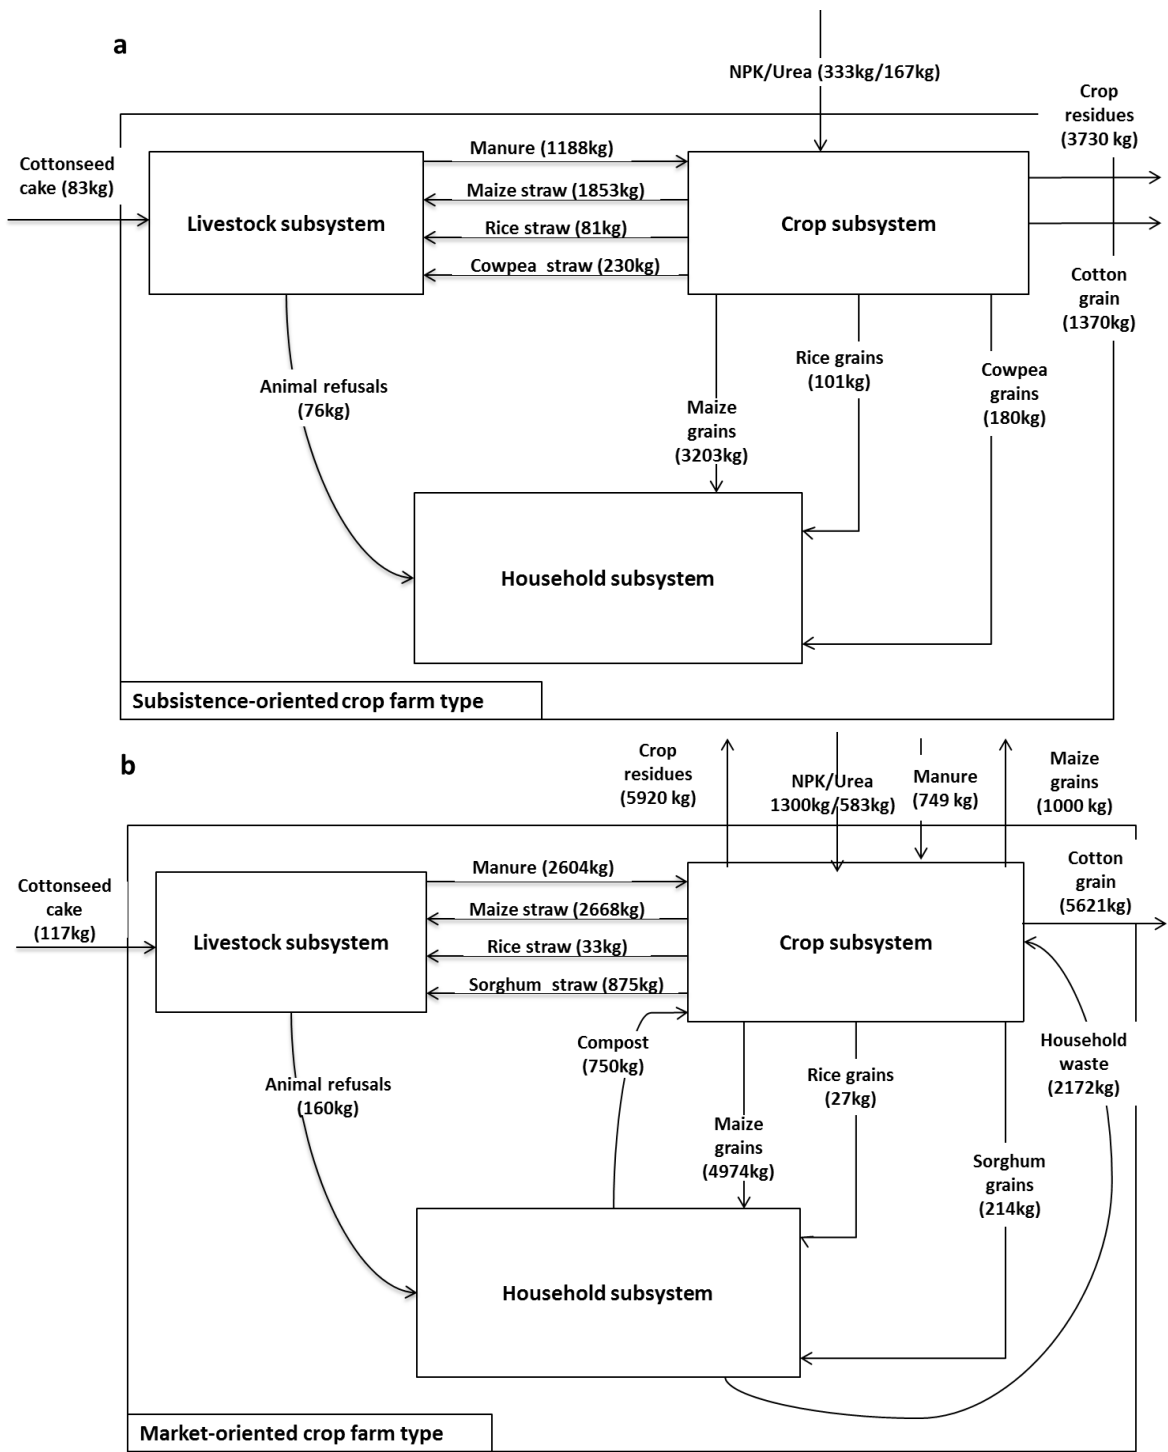 a
NPK/Urea (333kg/167kg)
Crop
residues
(3730 kg)
Cottonseed
cake (83kg)
Manure (1188kg)
Maize straw (1853kg)
Rice straw (81kg)
Cowpea straw (230kg)
Livestock subsystem
Crop subsystem
Cotton
grain
(1370kg)
Animal refusals
(76kg)
Maize
grains
(3203kg)
Rice grains
(101kg)
Cowpea
grains
(180kg)
Household subsystem
Subsistence-oriented crop farm type
b
Crop
residues
(5920 kg)
NPK/Urea
1300kg/583kg)
Manure
(749 kg)
Maize
grains
(1000 kg)
Cottonseed
cake
(117kg)
Manure (2604kg)
Maize straw (2668kg)
Rice straw (33kg)
Sorghum straw (875kg)
Livestock subsystem
Crop subsystem
Cotton
grain
(5621kg)
Animal refusals
(160kg)
Compost
(750kg)
Maize
grains
(4974kg)
Rice grains
(27kg)
Sorghum
grains
(214kg)
Household
waste
(2172kg)
Household subsystem
Market-oriented crop farm type